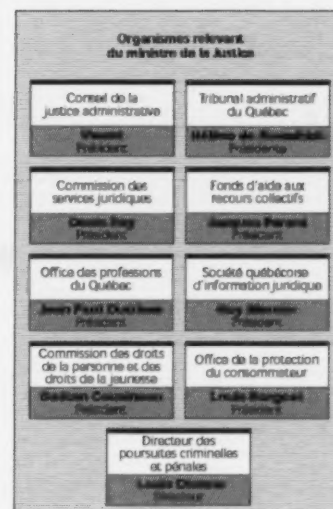 Organismes relevant
du ministre de la Justice
Conseil de la
justice administrative
Président
Tribunal administratif
du Québec
Présidente
Commission des
services juridiques
Président
Fonds d'aide aux
recours collectifs
Président
Office des professions
du Québec
Président
Société québécoise
d'information juridique
Président
Commission des droits
de la personne et des
droits de la jeunesse
Président
Office de la protection
du consommateur
Président
Directeur des
poursuites criminelles
et pénales
Directeur